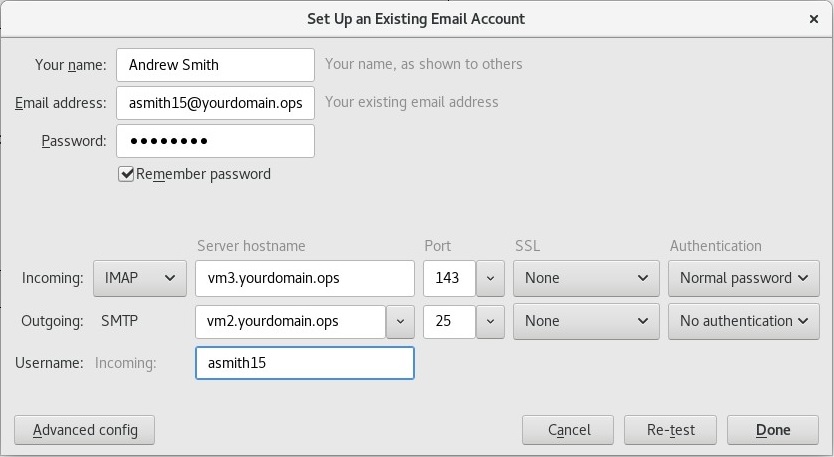 Set Up an Existing Email Account ×
Your name: Andrew Smith Your name, as shown to others
Email address: asmith15@yourdomain.ops Your existing email address
Password: ●●●●●●●●
Remember password
Server hostname Port SSL Authentication
Incoming: IMAP vm3.yourdomain.ops 143 None Normal password
Outgoing: SMTP vm2.yourdomain.ops 25 None No authentication
Username: Incoming: asmith15
Advanced config Cancel Re-test Done